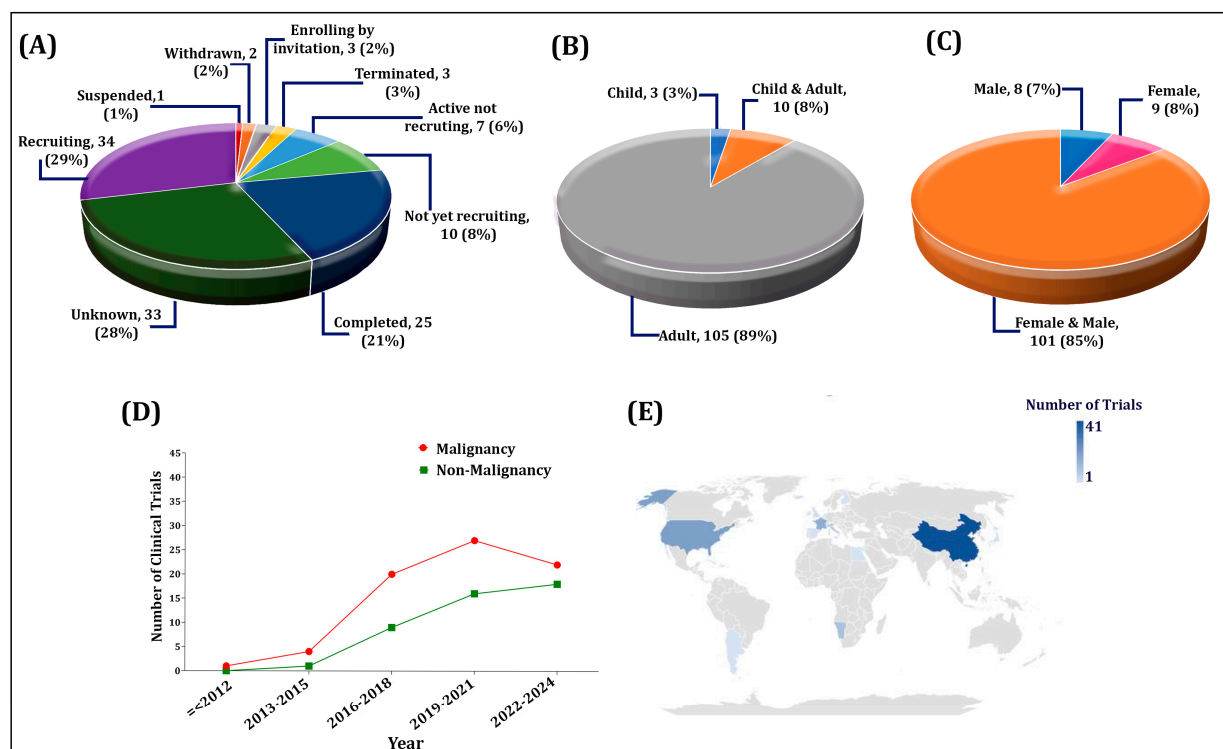 (A)
Enrolling by
invitation, 3 (2%)
Withdrawn, 2
(2%)
Terminated, 3
(3%)
Suspended,1
(1%)
Active not
recruting, 7 (6%)
Recruiting, 34
(29%)
Not yet recruiting,
10 (8%)
Unknown, 33
(28%)
Completed, 25
(21%)
(B)
Child, 3 (3%)
Child & Adult,
10 (8%)
Adult, 105 (89%)
(C)
Male, 8 (7%)
Female,
9 (8%)
Female & Male,
101 (85%)
(D)
Malignancy
Non-Malignancy
Number of Clinical Trials
45
40
35
30
25
20
15
10
5
0
=<2012
2013-2015
2016-2018
2019-2021
2022-2024
Year
(E)
Number of Trials
41
1